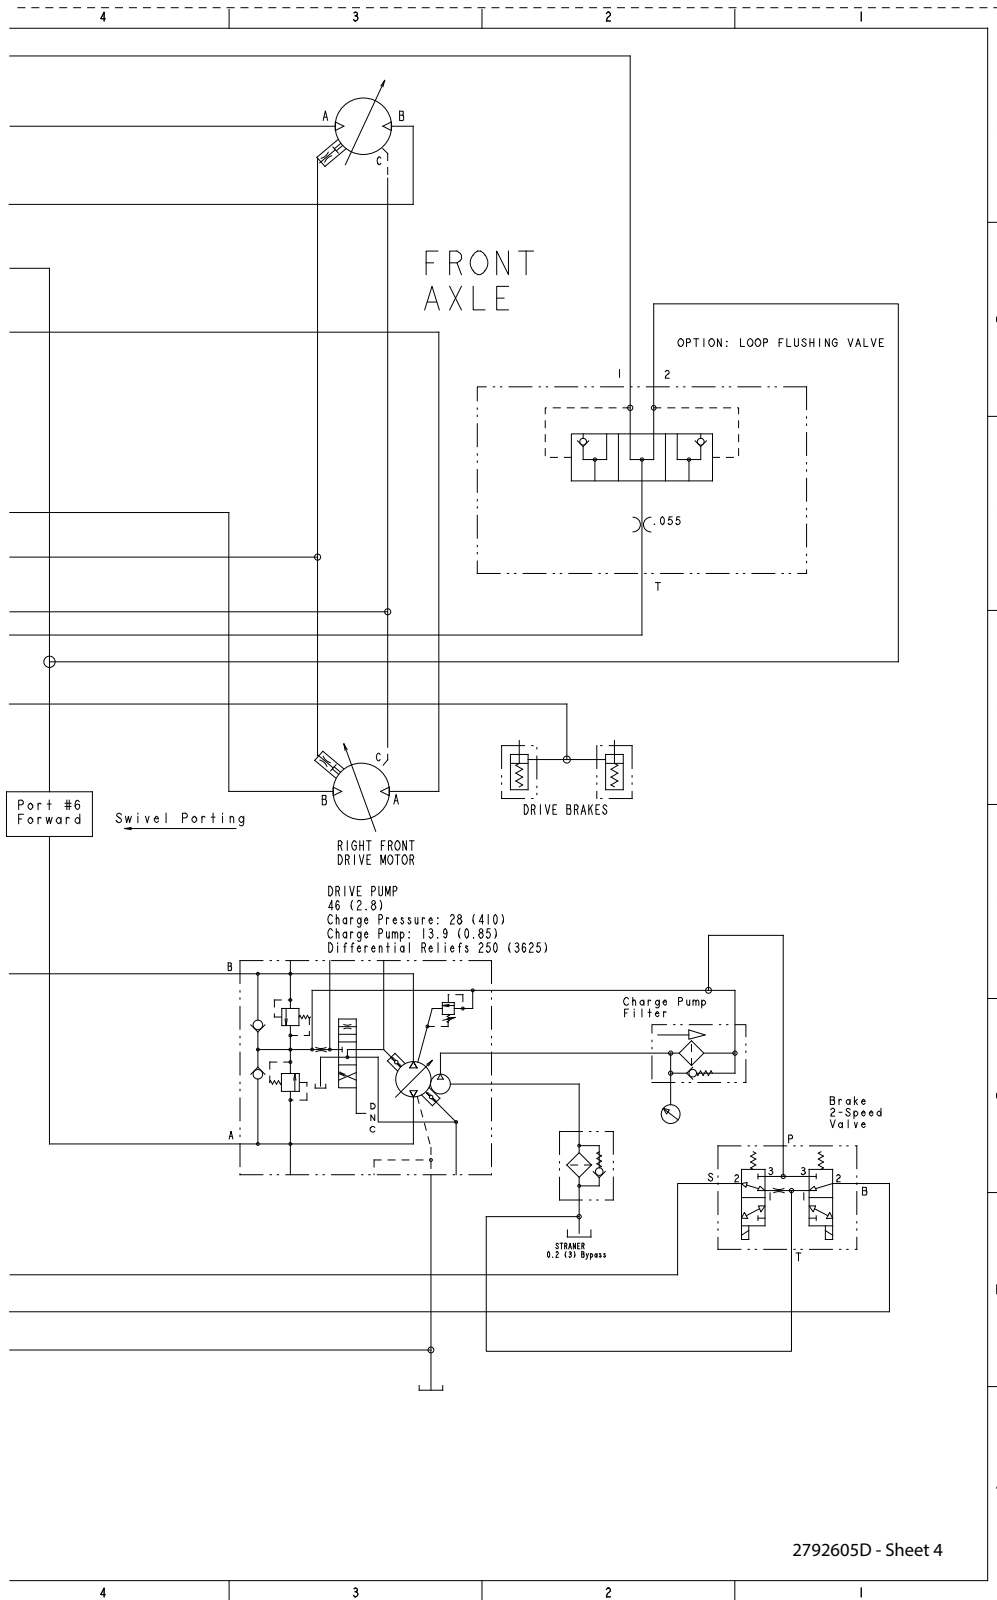 4 3 2 1
A B
C
FRONT
AXLE
OPTION: LOOP FLUSHING VALVE
1 2
.055
T
C
B A
DRIVE BRAKES
Port #6
Forward
Swivel Porting
RIGHT FRONT
DRIVE MOTOR
DRIVE PUMP
46 (2.8)
Charge Pressure: 28 (410)
Charge Pump: 13.9 (0.85)
Differential Reliefs 250 (3625)
B
Charge Pump
Filter
Brake
2-Speed
Valve
D
N
C
A
P
S 2 3 3 2 B
1 1
STRANER
0.2 (3) Bypass
T
2792605D - Sheet 4
4 3 2 1